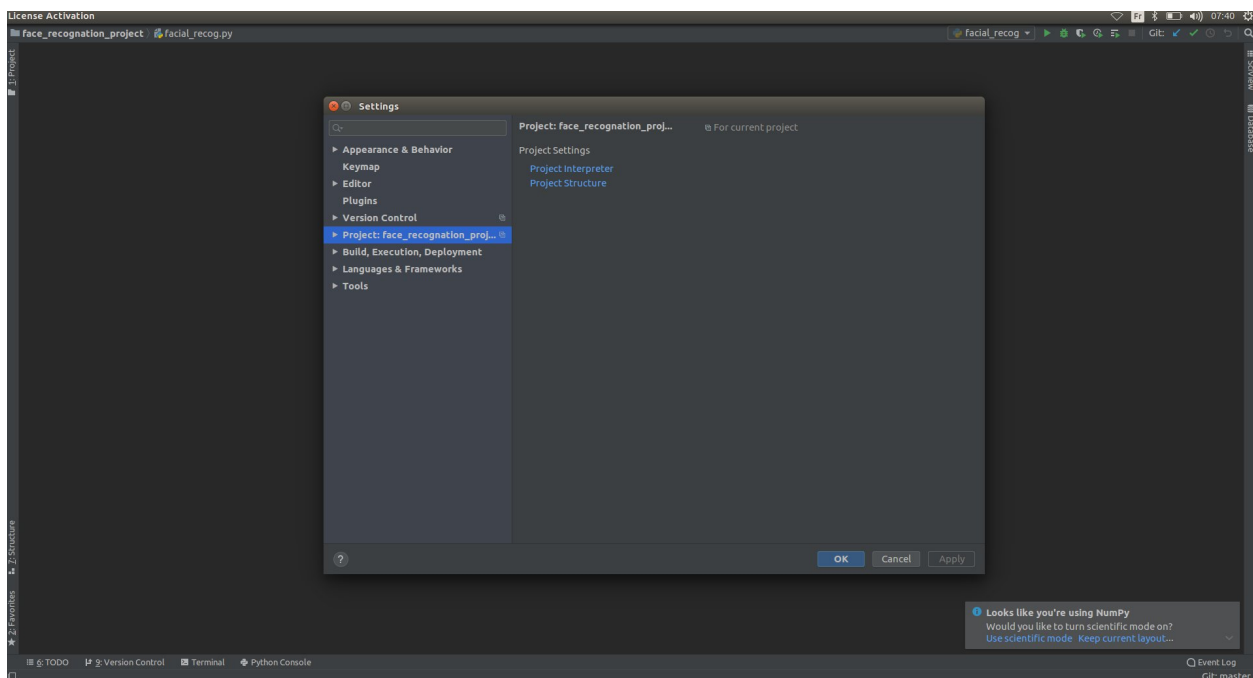 License Activation
Fr 07:40
face_recognation_project facial_recog.py
facial_recog Git:
1: Project
SciView
Database
Settings
Project: face_recognation_proj... For current project
Appearance & Behavior
Project Settings
Keymap
Project Interpreter
Editor
Project Structure
Plugins
Version Control
Project: face_recognation_proj...
Build, Execution, Deployment
Languages & Frameworks
Tools
?
OK Cancel Apply
7: Structure
2: Favorites
Looks like you're using NumPy
Would you like to turn scientific mode on?
Use scientific mode Keep current layout...
6: TODO 9: Version Control Terminal Python Console Event Log
Git: master